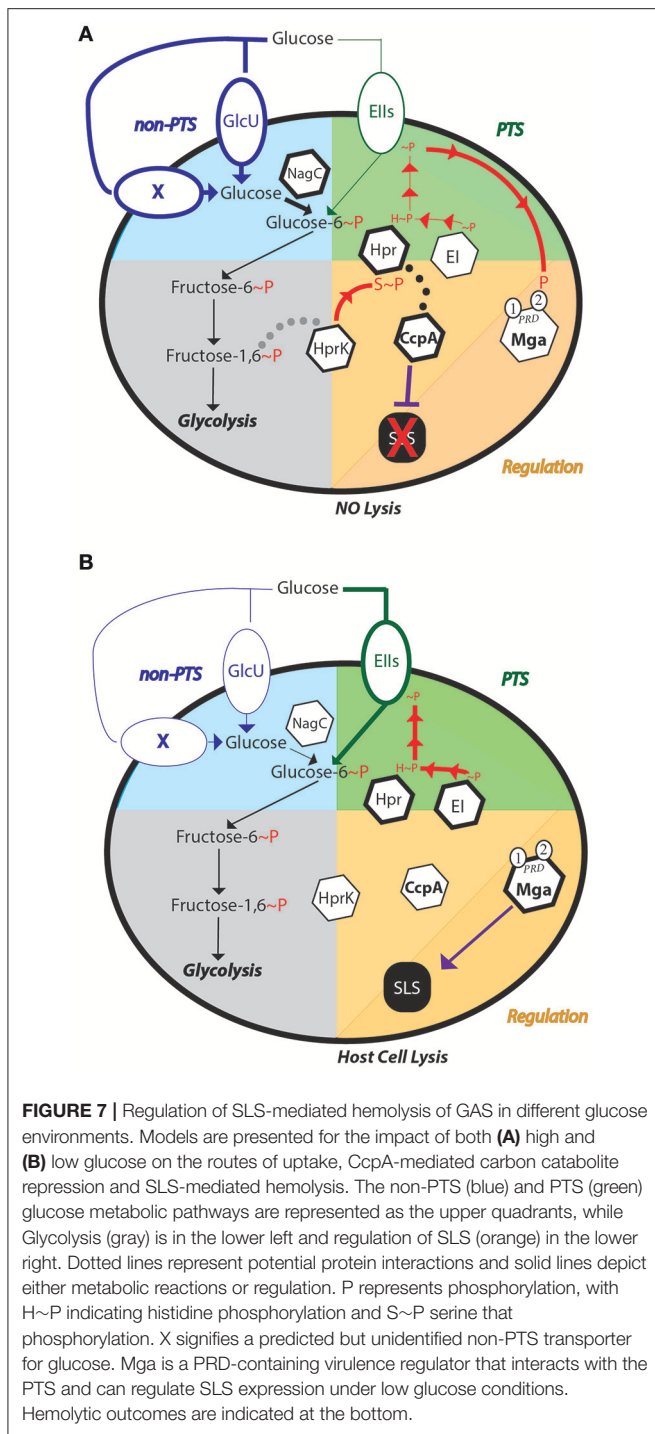 A
Glucose
non-PTS
GlcU
EIIs
PTS
~P
NagC
X
Glucose
Glucose-6~P
H~P
~P
Hpr
EI
Fructose-6~P
S~P
P
1
2
PRD
Mga
Fructose-1,6~P
HprK
CcpA
Glycolysis
SLS
Regulation
NO Lysis
B
Glucose
non-PTS
GlcU
EIIs
PTS
~P
NagC
X
Glucose
Glucose-6~P
H~P
~P
Hpr
EI
Fructose-6~P
1
2
PRD
Mga
Fructose-1,6~P
HprK
CcpA
Glycolysis
SLS
Regulation
Host Cell Lysis
FIGURE 7 | Regulation of SLS-mediated hemolysis of GAS in different glucose
environments. Models are presented for the impact of both (A) high and
(B) low glucose on the routes of uptake, CcpA-mediated carbon catabolite
repression and SLS-mediated hemolysis. The non-PTS (blue) and PTS (green)
glucose metabolic pathways are represented as the upper quadrants, while
Glycolysis (gray) is in the lower left and regulation of SLS (orange) in the lower
right. Dotted lines represent potential protein interactions and solid lines depict
either metabolic reactions or regulation. P represents phosphorylation, with
H~P indicating histidine phosphorylation and S~P serine that
phosphorylation. X signifies a predicted but unidentified non-PTS transporter
for glucose. Mga is a PRD-containing virulence regulator that interacts with the
PTS and can regulate SLS expression under low glucose conditions.
Hemolytic outcomes are indicated at the bottom.